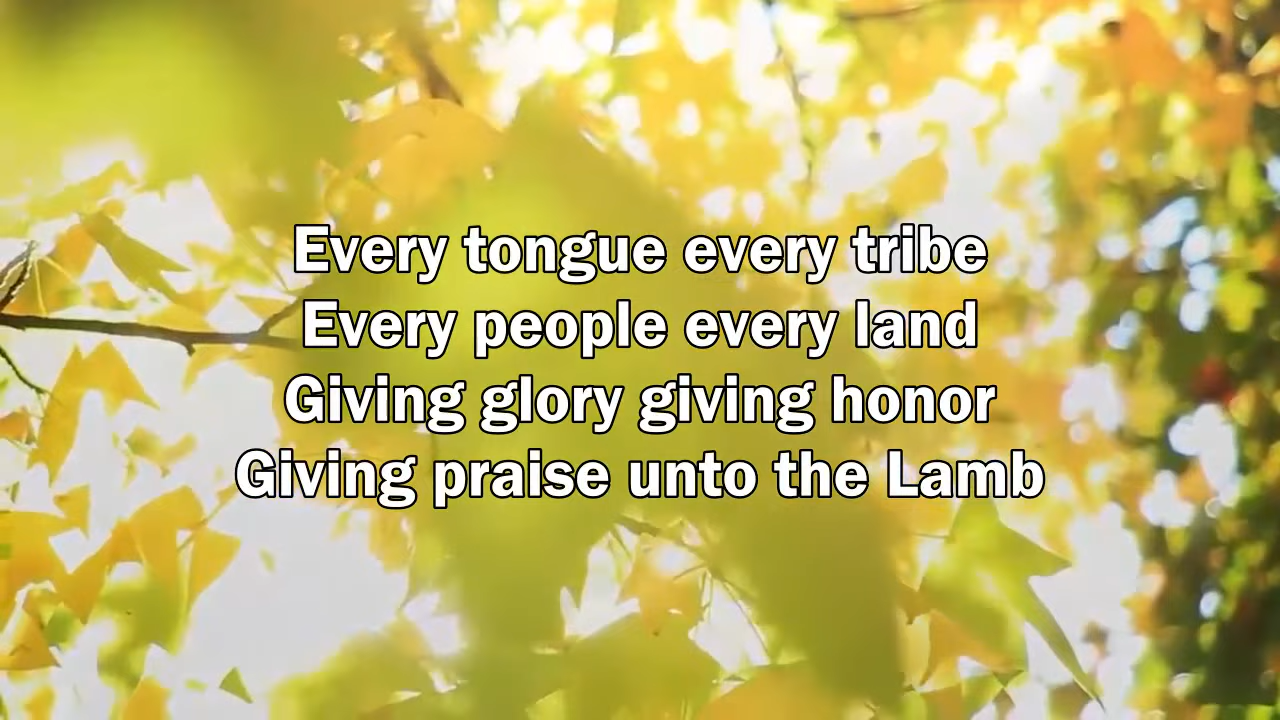 Every tongue every tribe
Every people every land
Giving glory giving honor
Giving praise unto the Lamb